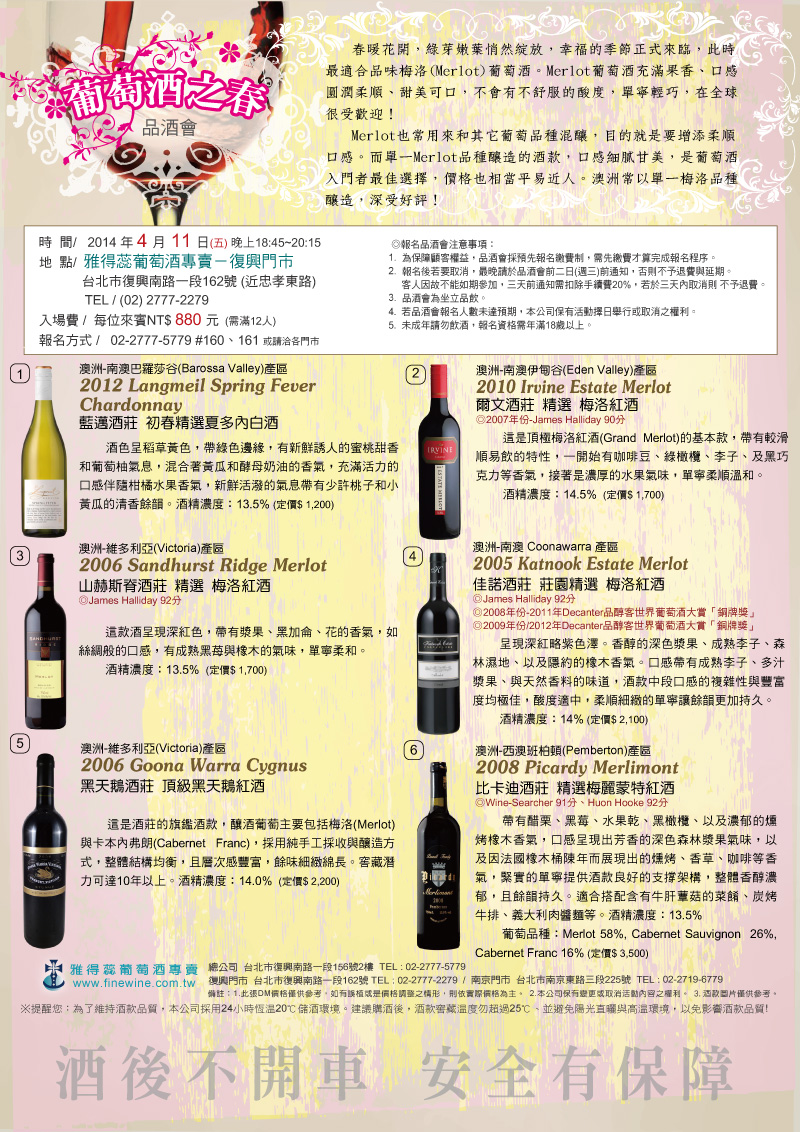 葡萄酒之春
品酒會
春暖花開，綠芽嫩葉悄然綻放，幸福的季節正式來臨，此時
最適合品味梅洛(Merlot)葡萄酒。Merlot葡萄酒充滿果香、口感
圓潤柔順、甜美可口，不會有不舒服的酸度，單寧輕巧，在全球
很受歡迎！
Merlot也常用來和其它葡萄品種混釀，目的就是要增添柔順
口感。而單一Merlot品種釀造的酒款，口感細膩甘美，是葡萄酒
入門者最佳選擇，價格也相當平易近人。澳洲常以單一梅洛品種
釀造，深受好評！
時 間/ 2014 年 4 月 11 日(五) 晚上18:45~20:15
地 點/ 雅得蕊葡萄酒專賣－復興門市
台北市復興南路一段162號 (近忠孝東路)
TEL / (02) 2777-2279
入場費 / 每位來賓NT$ 880 元 (需滿12人)
報名方式 / 02-2777-5779 #160、161 或請洽各門市
◎報名品酒會注意事項：
1. 為保障顧客權益，品酒會採預先報名繳費制，需先繳費才算完成報名程序。
2. 報名後若要取消，最晚請於品酒會前二日(週三)前通知，否則不予退費與延期。
客人因故不能如期參加，三天前通知需扣除手續費20%，若於三天內取消則 不予退費。
3. 品酒會為坐立品飲。
4. 若品酒會報名人數未達預期，本公司保有活動擇日舉行或取消之權利。
5. 未成年請勿飲酒，報名資格需年滿18歲以上。
1
澳洲-南澳巴羅莎谷(Barossa Valley)產區
2012 Langmeil Spring Fever
Chardonnay
藍邁酒莊 初春精選夏多內白酒
酒色呈稻草黃色，帶綠色邊緣，有新鮮誘人的蜜桃甜香
和葡萄柚氣息，混合著黃瓜和酵母奶油的香氣，充滿活力的
口感伴隨柑橘水果香氣，新鮮活潑的氣息帶有少許桃子和小
黃瓜的清香餘韻。酒精濃度：13.5% (定價$ 1,200)
2
澳洲-南澳伊甸谷(Eden Valley)產區
2010 Irvine Estate Merlot
爾文酒莊 精選 梅洛紅酒
◎2007年份-James Halliday 90分
這是頂極梅洛紅酒(Grand Merlot)的基本款，帶有較滑
順易飲的特性，一開始有咖啡豆、綠橄欖、李子、及黑巧
克力等香氣，接著是濃厚的水果氣味，單寧柔順溫和。
酒精濃度：14.5% (定價$ 1,700)
IRVINE
ESTATE MERLOT
3
澳洲-維多利亞(Victoria)產區
2006 Sandhurst Ridge Merlot
山赫斯脊酒莊 精選 梅洛紅酒
◎James Halliday 92分
這款酒呈現深紅色，帶有漿果、黑加侖、花的香氣，如
絲綢般的口感，有成熟黑莓與橡木的氣味，單寧柔和。
酒精濃度：13.5% (定價$ 1,700)
SANDHURST
RIDGE
4
澳洲-南澳 Coonawarra 產區
2005 Katnook Estate Merlot
佳諾酒莊 莊園精選 梅洛紅酒
◎James Halliday 92分
◎2008年份-2011年Decanter品醇客世界葡萄酒大賞「銅牌獎」
◎2009年份/2012年Decanter品醇客世界葡萄酒大賞「銅牌獎」
呈現深紅略紫色澤。香醇的深色漿果、成熟李子、森
林濕地、以及隱約的橡木香氣。口感帶有成熟李子、多汁
漿果、與天然香料的味道，酒款中段口感的複雜性與豐富
度均極佳，酸度適中，柔順細緻的單寧讓餘韻更加持久。
酒精濃度：14% (定價$ 2,100)
Katnook Estate
5
澳洲-維多利亞(Victoria)產區
2006 Goona Warra Cygnus
黑天鵝酒莊 頂級黑天鵝紅酒
這是酒莊的旗鑑酒款，釀酒葡萄主要包括梅洛(Merlot)
與卡本內弗朗(Cabernet Franc)，採用純手工採收與釀造方
式，整體結構均衡，且層次感豐富，餘味細緻綿長。窖藏潛
力可達10年以上。酒精濃度：14.0% (定價$ 2,200)
6
澳洲-西澳班柏頓(Pemberton)產區
2008 Picardy Merlimont
比卡迪酒莊 精選梅麗蒙特紅酒
◎Wine-Searcher 91分、Huon Hooke 92分
帶有醋栗、黑莓、水果乾、黑橄欖、以及濃郁的燻
烤橡木香氣，口感呈現出芳香的深色森林漿果氣味，以
及因法國橡木桶陳年而展現出的燻烤、香草、咖啡等香
氣，緊實的單寧提供酒款良好的支撐架構，整體香醇濃
郁，且餘韻持久。適合搭配含有牛肝蕈菇的菜餚、炭烤
牛排、義大利肉醬麵等。酒精濃度：13.5%
葡萄品種：Merlot 58%, Cabernet Sauvignon 26%,
Cabernet Franc 16% (定價$ 3,500)
Picardy
Merlimont
2008
雅得蕊葡萄酒專賣
www.finewine.com.tw
總公司 台北市復興南路一段156號2樓 TEL : 02-2777-5779
復興門市 台北市復興南路一段162號 TEL : 02-2777-2279 / 南京門市 台北市南京東路三段225號 TEL : 02-2719-6779
備註：1.此張DM價格僅供參考，如有誤植或是價格調整之情形，則依實際價格為主。 2.本公司保有變更或取消活動內容之權利。 3.酒款圖片僅供參考。
※提醒您：為了維持酒款品質，本公司採用24小時恆溫20℃儲酒環境。建議購酒後，酒款窖藏溫度勿超過25℃、並避免陽光直曬與高溫環境，以免影響酒款品質!
酒後不開車 安全有保障